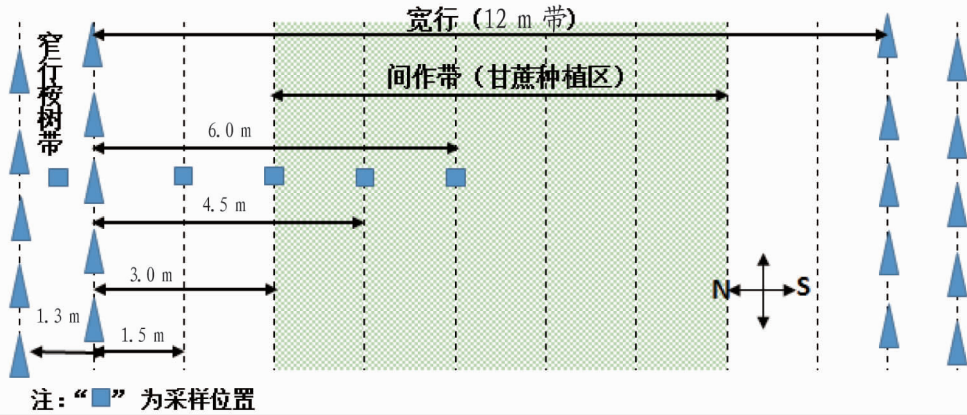 宽行（12 m 带）
窄行桉树带
间作带（甘蔗种植区）
6.0 m
4.5 m
3.0 m
N S
1.3 m
1.5 m
注：“■” 为采样位置